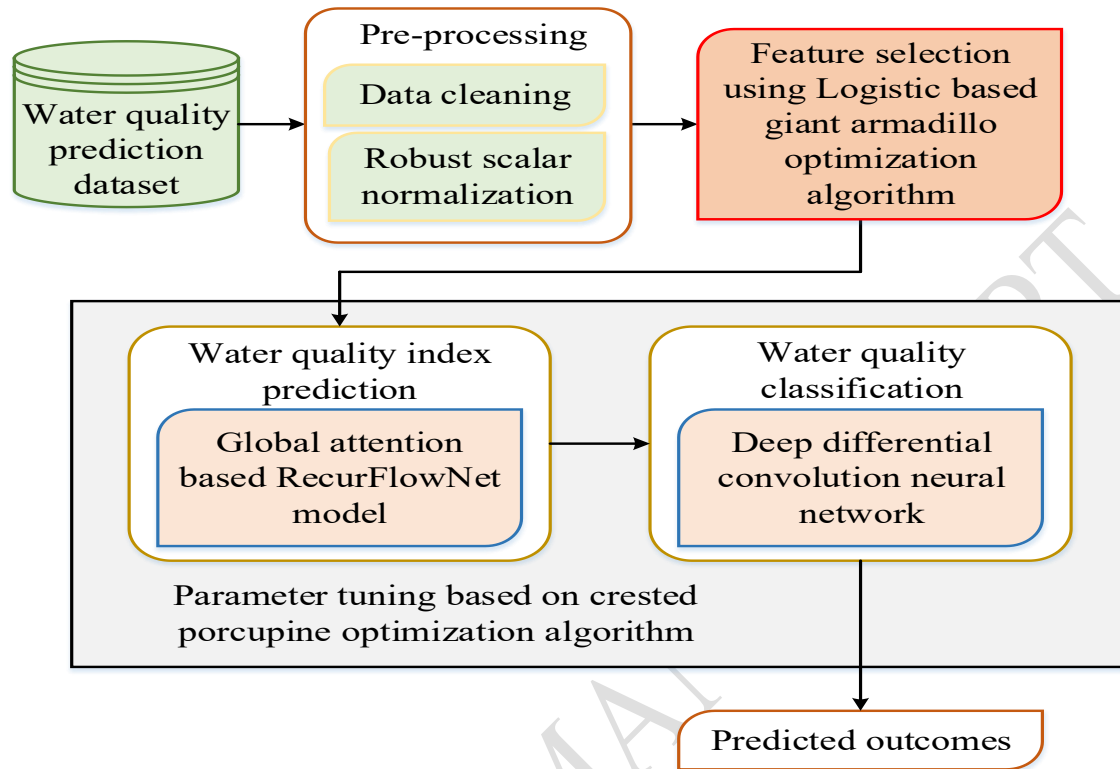 Water quality
prediction
dataset
Pre-processing
Data cleaning
Robust scalar
normalization
Feature selection
using Logistic based
giant armadillo
optimization
algorithm
Water quality index
prediction
Global attention
based RecurFlowNet
model
Water quality
classification
Deep differential
convolution neural
network
Parameter tuning based on crested
porcupine optimization algorithm
Predicted outcomes